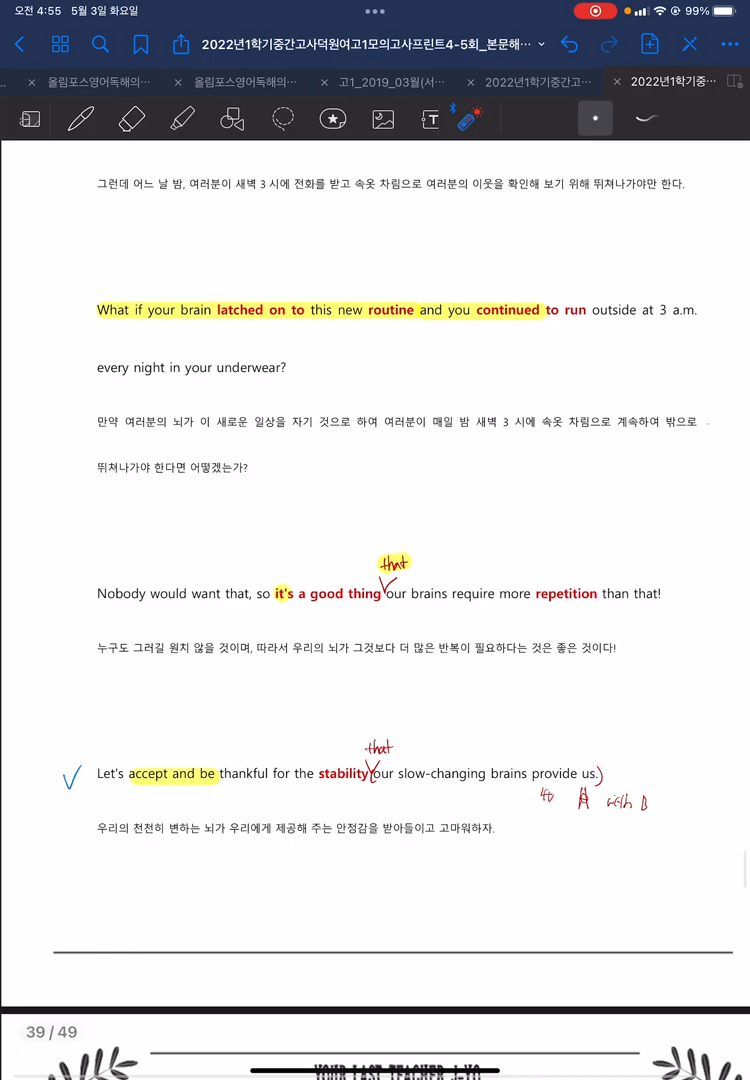 오전 4:55 5월 3일 화요일 99%
2022년1학기중간고사덕원여고1모의고사프린트4-5회_본문해…
올림포스영어독해의… 올림포스영어독해의… 고1_2019_03월(서… 2022년1학기중간고… 2022년1학기중…
그런데 어느 날 밤, 여러분이 새벽 3 시에 전화를 받고 속옷 차림으로 여러분의 이웃을 확인해 보기 위해 뛰쳐나가야만 한다.
What if your brain latched on to this new routine and you continued to run outside at 3 a.m.
every night in your underwear?
만약 여러분의 뇌가 이 새로운 일상을 자기 것으로 하여 여러분이 매일 밤 새벽 3 시에 속옷 차림으로 계속하여 밖으로
뛰쳐나가야 한다면 어떻겠는가?
that
Nobody would want that, so it's a good thing our brains require more repetition than that!
누구도 그러길 원치 않을 것이며, 따라서 우리의 뇌가 그것보다 더 많은 반복이 필요하다는 것은 좋은 것이다!
that
Let's accept and be thankful for the stability our slow-changing brains provide us.)
A with B
우리의 천천히 변하는 뇌가 우리에게 제공해 주는 안정감을 받아들이고 고마워하자.
39 / 49
YOUR LAST TEACHER J-YO